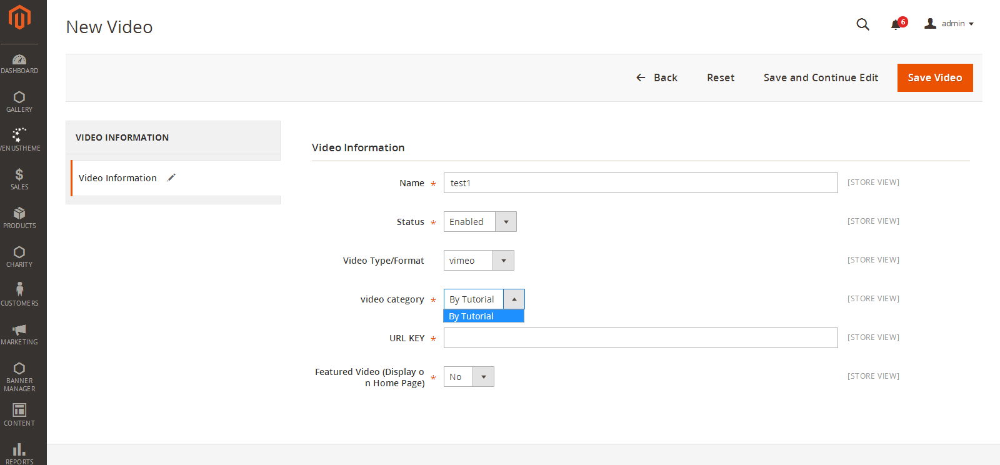 New Video
6
admin
Back
Reset
Save and Continue Edit
Save Video
DASHBOARD
GALLERY
VENUSTHEME
SALES
PRODUCTS
CHARITY
CUSTOMERS
MARKETING
BANNER
MANAGER
CONTENT
REPORTS
VIDEO INFORMATION
Video Information
Video Information
Name * test1 [STORE VIEW]
Status * Enabled [STORE VIEW]
Video Type/Format vimeo [STORE VIEW]
video category * By Tutorial [STORE VIEW]
By Tutorial
URL KEY * [STORE VIEW]
Featured Video (Display o
n Home Page) * No [STORE VIEW]